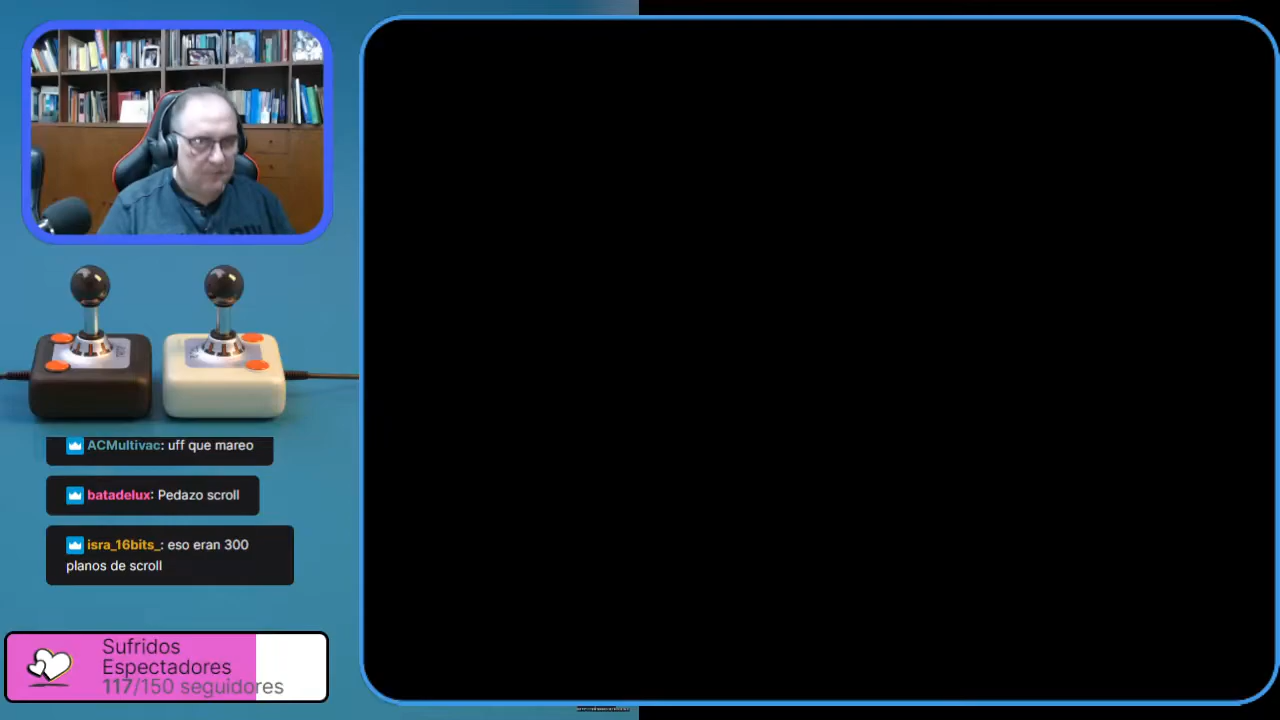 ACMultivac: uff que mareo
batadelux: Pedazo scroll
isra_16bits_: eso eran 300
planos de scroll
Sufridos
Espectadores
117/150 seguidores